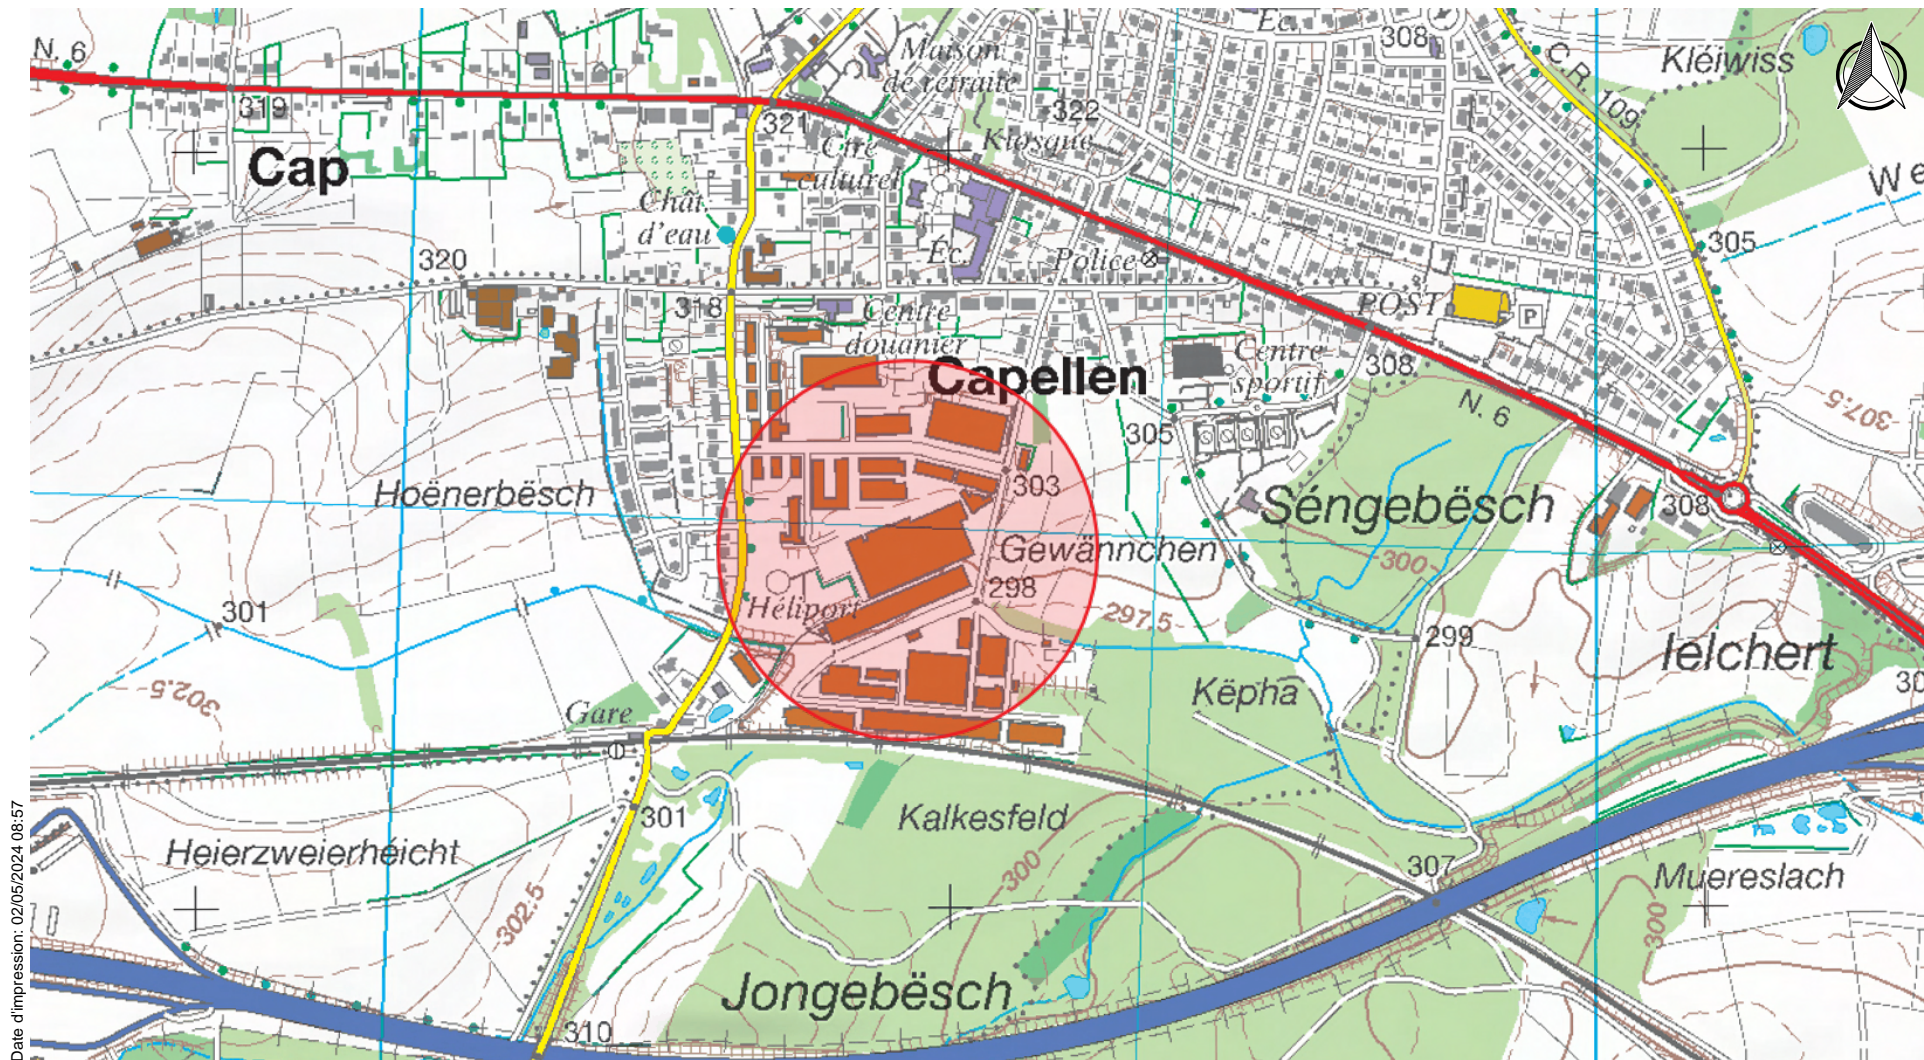 N. 6
319
Cap
320
321
Maison
de retraite
322
Kiosque
Ctre
culturel
Chât.
d'eau
Éc.
Éc.
308
C.R. 109
Kléiwiss
We
305
Police
318
Centre
douanier
Capellen
POST
P
Centre
sportif
308
N. 6
305
307.5
Hoënerbësch
303
Séngebësch
308
Gewännchen
300
298
Héliport
297.5
301
299
Ielchert
302.5
Gare
Këpha
30
301
Kalkesfeld
Heierzweierhéicht
300
307
Muereslach
302.5
300
Jongebësch
310
Date d'impression: 02/05/2024 08:57